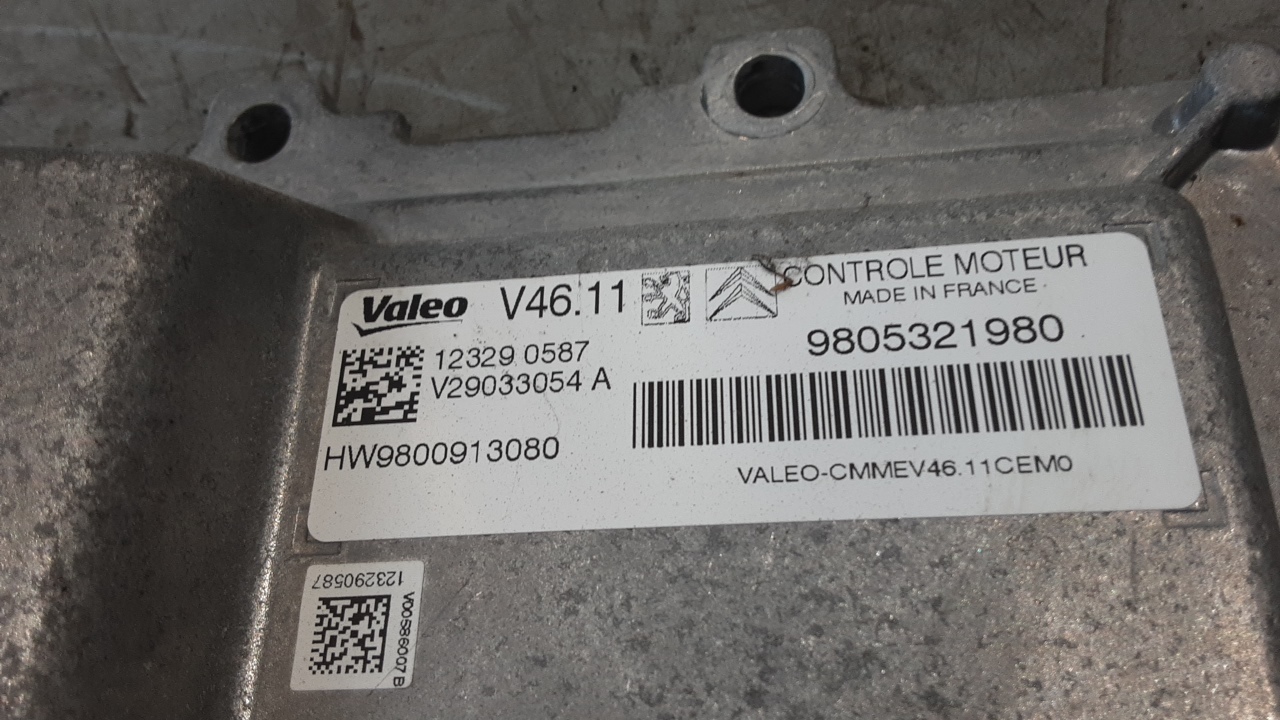 Valeo V46.11
CONTROLE MOTEUR
MADE IN FRANCE
12329 0587
V29033054 A
9805321980
HW9800913080
VALEO-CMMEV46.11CEM0
123290587
V00586007 B